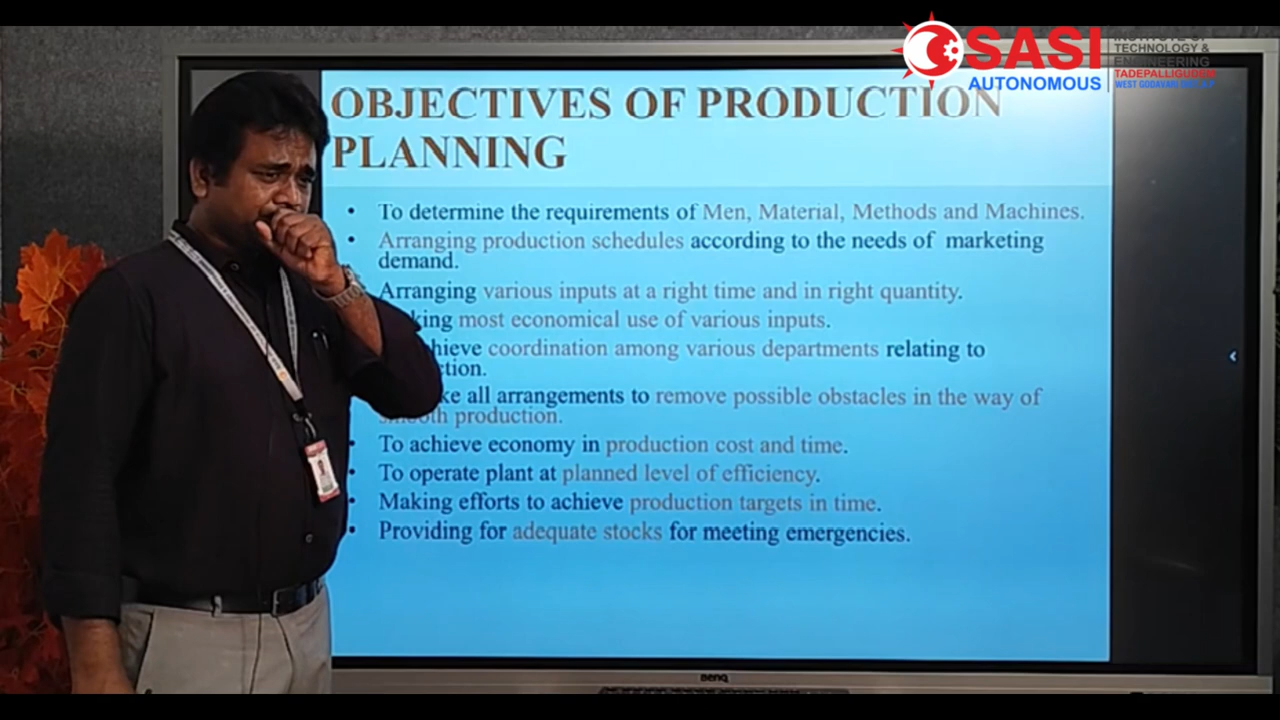 SASI
AUTONOMOUS
INSTITUTE OF
TECHNOLOGY &
ENGINEERING
TADEPALLIGUDEM
OBJECTIVES OF PRODUCTION
PLANNING
• To determine the requirements of Men, Material, Methods and Machines.
• Arranging production schedules according to the needs of marketing
demand.
Arranging various inputs at a right time and in right quantity.
most economical use of various inputs.
coordination among various departments relating to
all arrangements to remove possible obstacles in the way of
smooth production.
• To achieve economy in production cost and time.
• To operate plant at planned level of efficiency.
• Making efforts to achieve production targets in time.
• Providing for adequate stocks for meeting emergencies.
BenQ